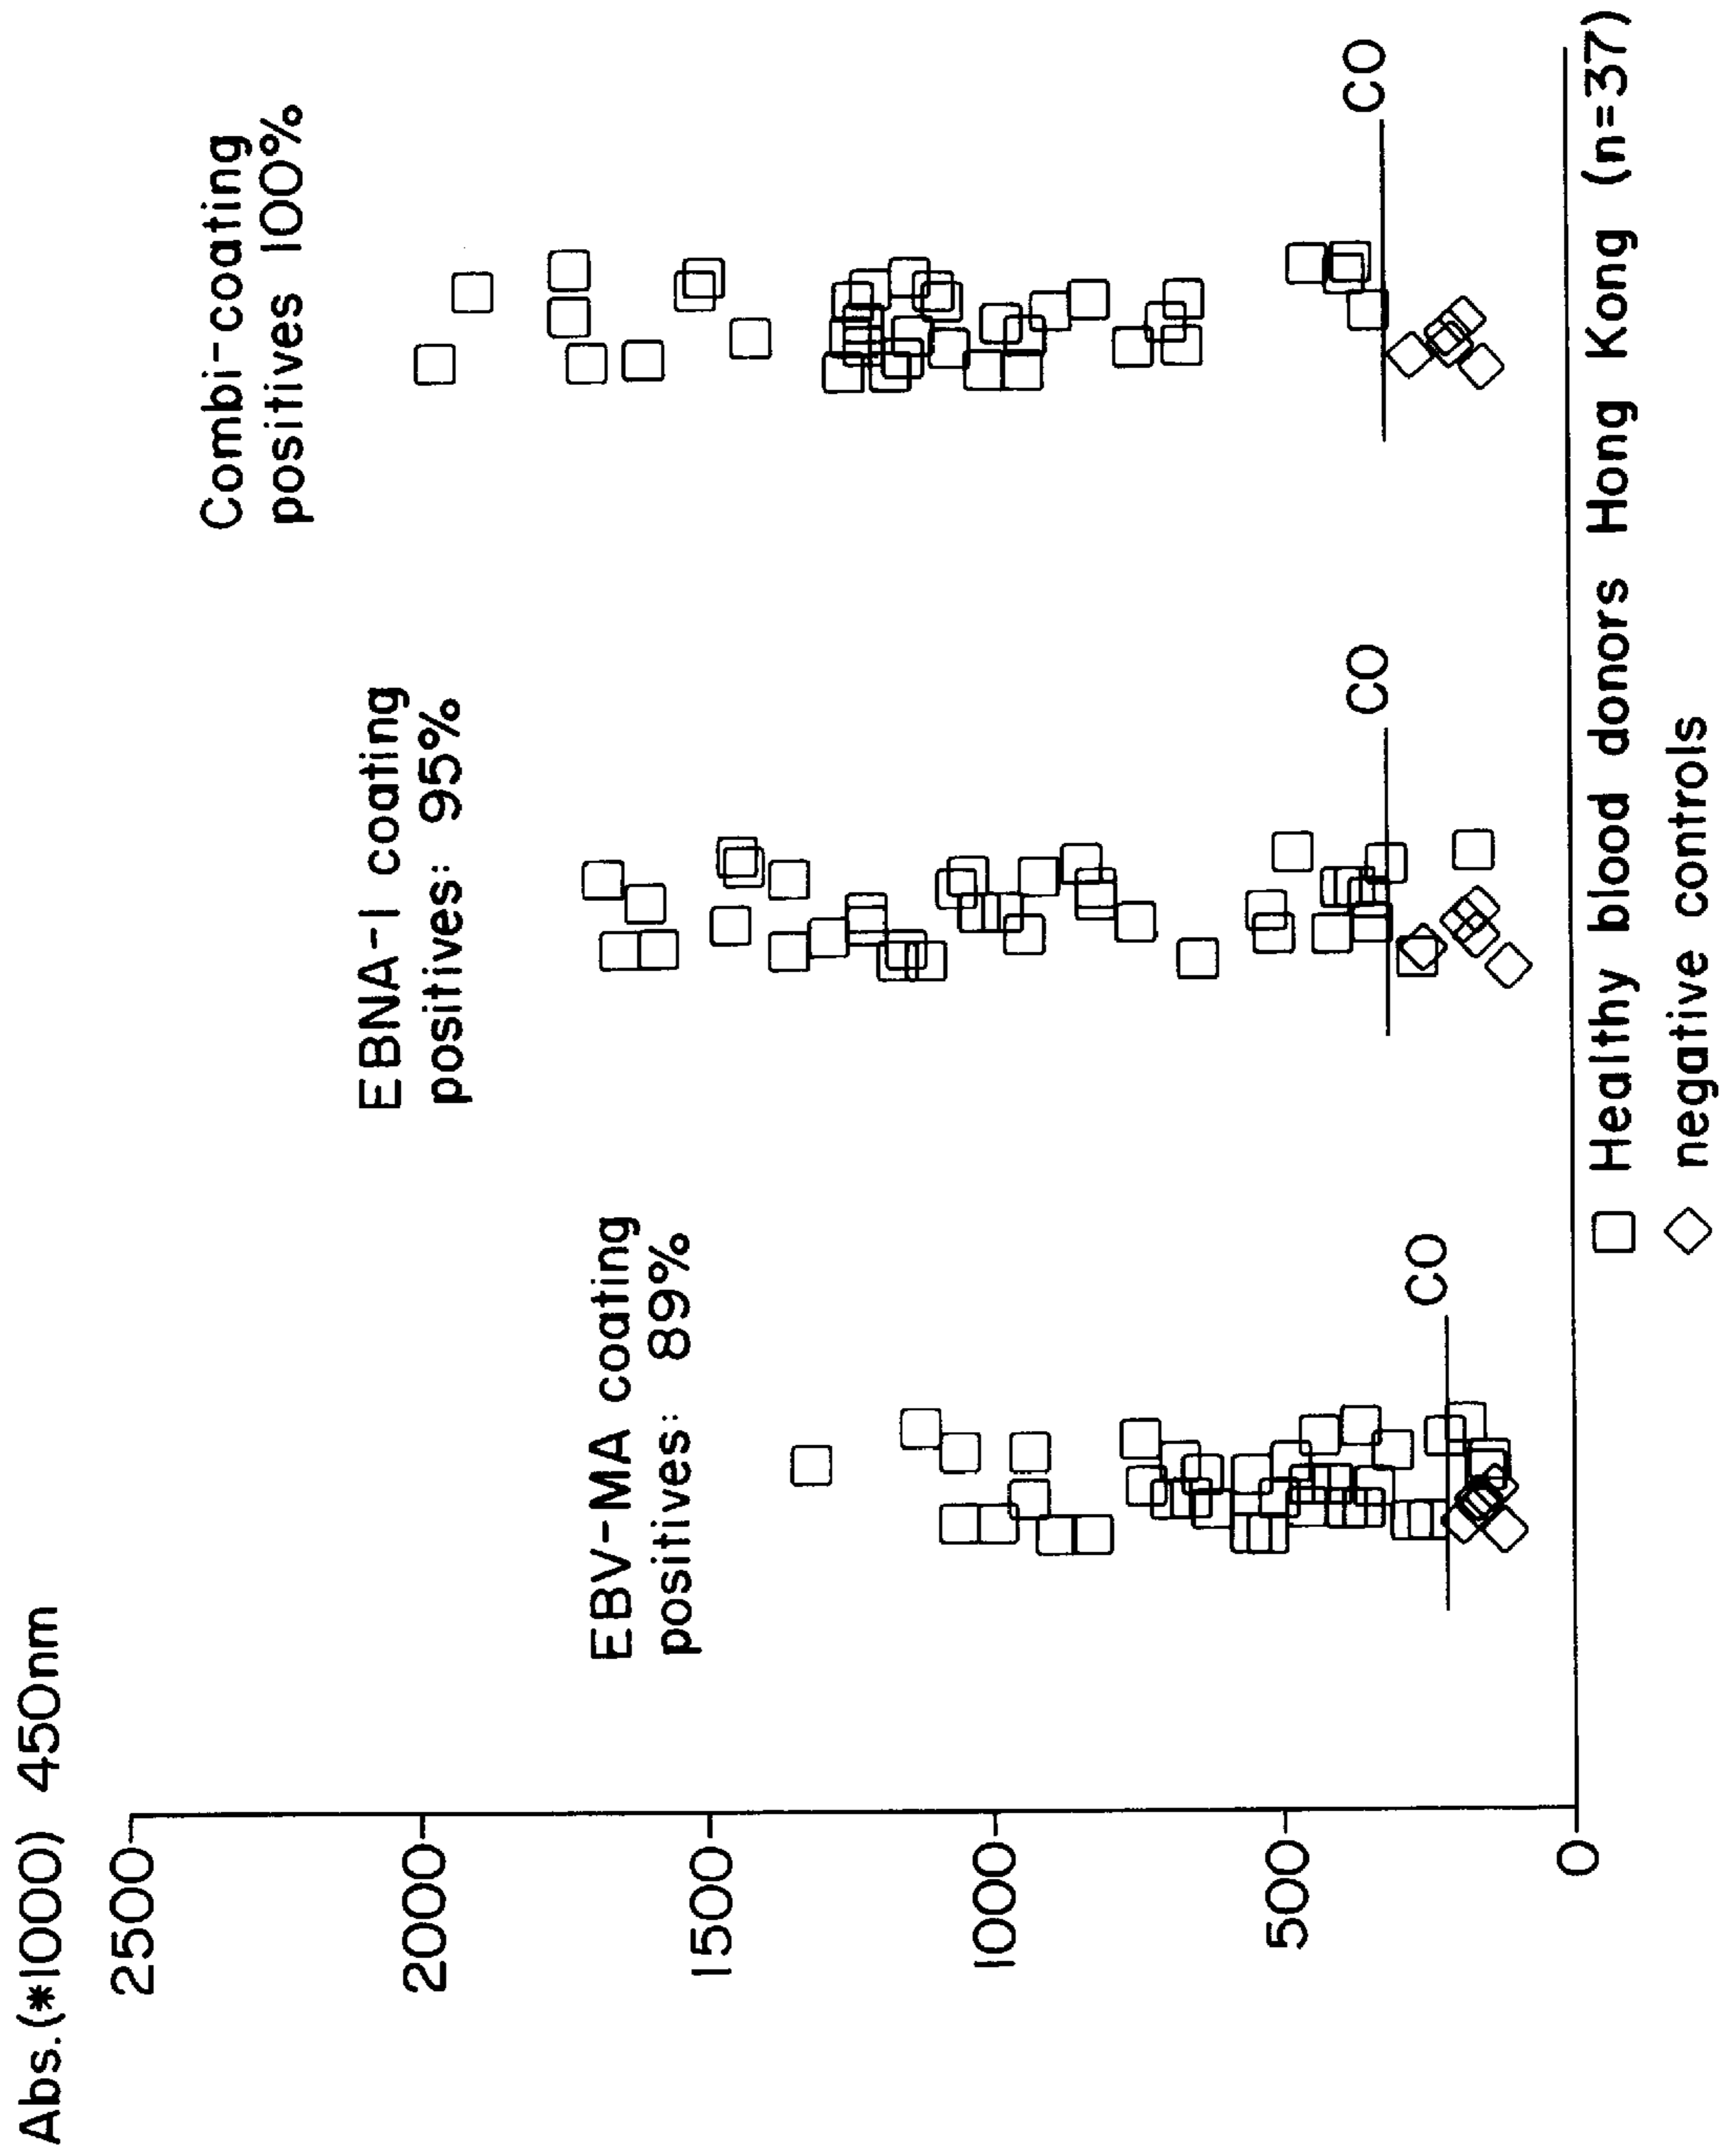 Abs.(*1000) 450nm
2500
2000
1500
1000
500
0
EBV-MA coating
positives: 89%
CO
EBNA-1 coating
positives: 95%
CO
Combi-coating
positives 100%
CO
Healthy blood donors Hong Kong (n=37)
negative controls